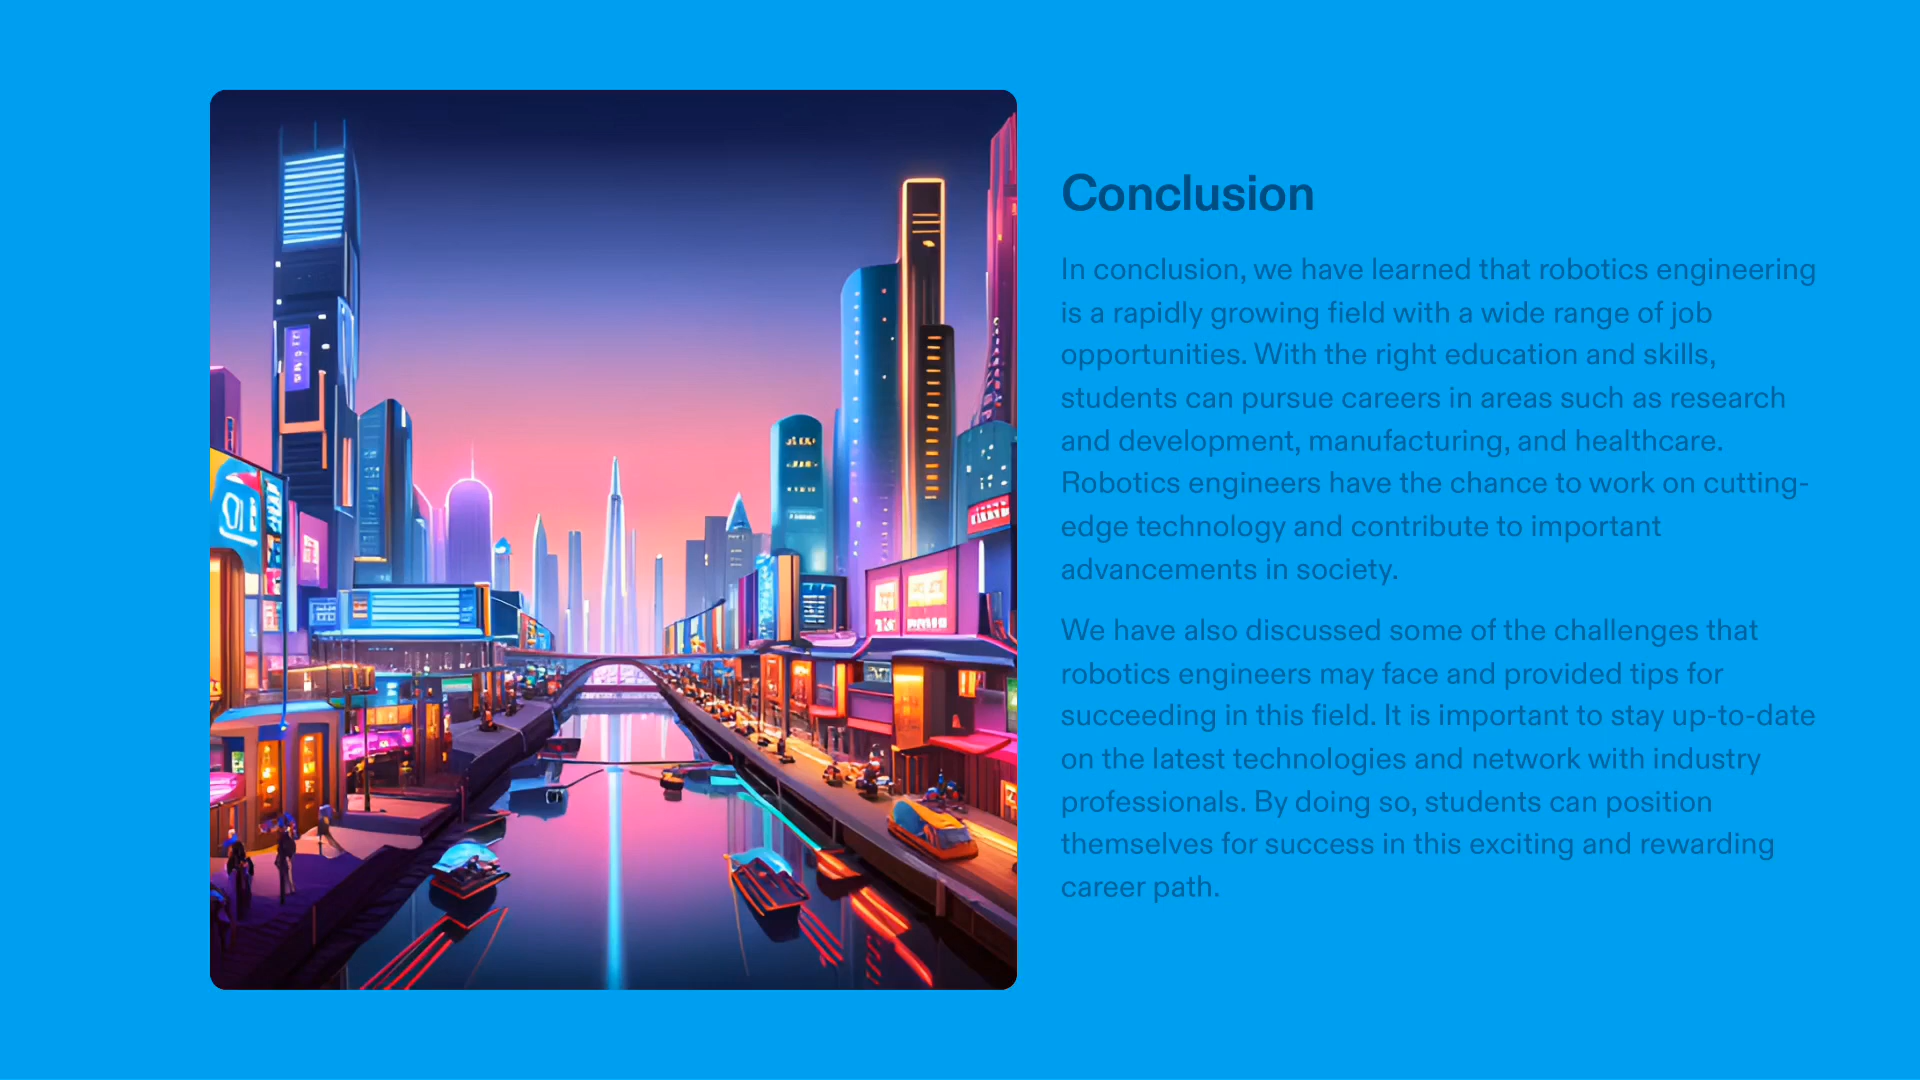 Conclusion
In conclusion, we have learned that robotics engineering
is a rapidly growing field with a wide range of job
opportunities. With the right education and skills,
students can pursue careers in areas such as research
and development, manufacturing, and healthcare.
Robotics engineers have the chance to work on cutting-
edge technology and contribute to important
advancements in society.
We have also discussed some of the challenges that
robotics engineers may face and provided tips for
succeeding in this field. It is important to stay up-to-date
on the latest technologies and network with industry
professionals. By doing so, students can position
themselves for success in this exciting and rewarding
career path.